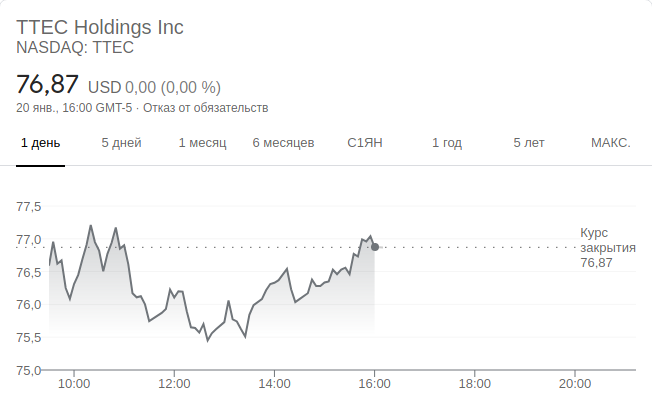 TTEC Holdings Inc
NASDAQ: TTEC
76,87 USD 0,00 (0,00 %)
20 янв., 16:00 GMT-5 · Отказ от обязательств
1 день 5 дней 1 месяц 6 месяцев С1ЯН 1 год 5 лет МАКС.
77,5
77,0
76,5
76,0
75,5
75,0
Курс
закрытия
76,87
10:00 12:00 14:00 16:00 18:00 20:00